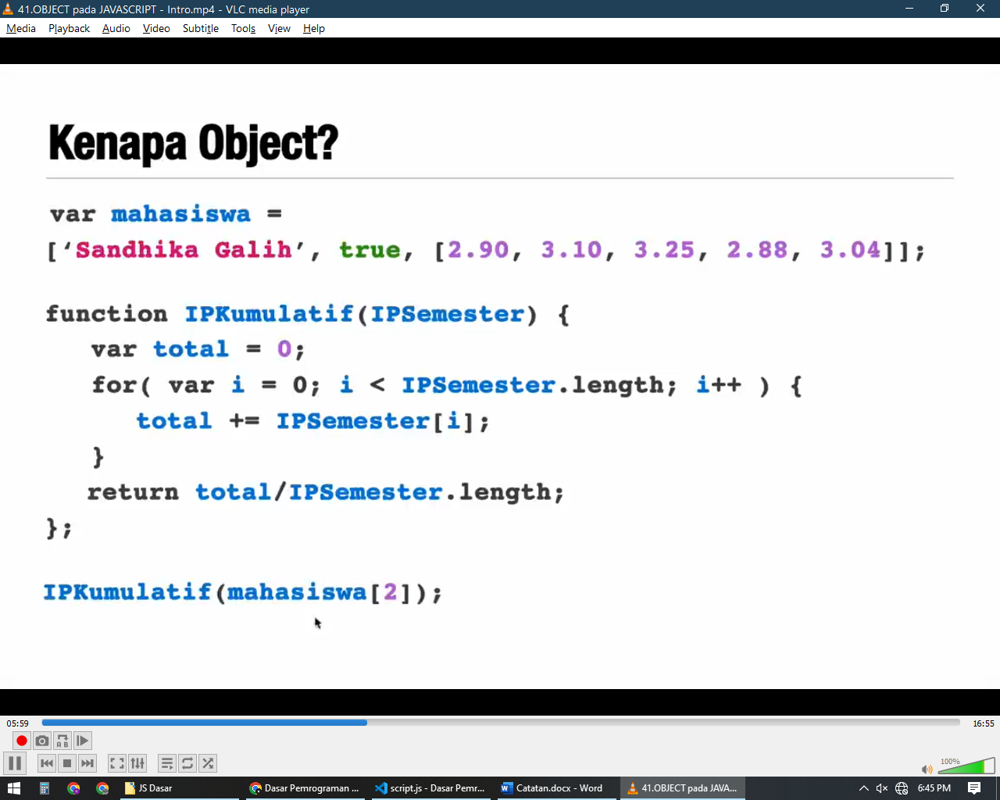 41.OBJECT pada JAVASCRIPT - Intro.mp4 - VLC media player
Media Playback Audio Video Subtitle Tools View Help
Kenapa Object?
var mahasiswa =
[‘Sandhika Galih’, true, [2.90, 3.10, 3.25, 2.88, 3.04]];
function IPKumulatif(IPSemester) {
var total = 0;
for( var i = 0; i < IPSemester.length; i++ ) {
total += IPSemester[i];
}
return total/IPSemester.length;
};
IPKumulatif(mahasiswa[2]);
05:59 16:55
A B
100%
JS Dasar Dasar Pemrograman ... script.js - Dasar Pemr... Catatan.docx - Word 41.OBJECT pada JAVA... 6:45 PM